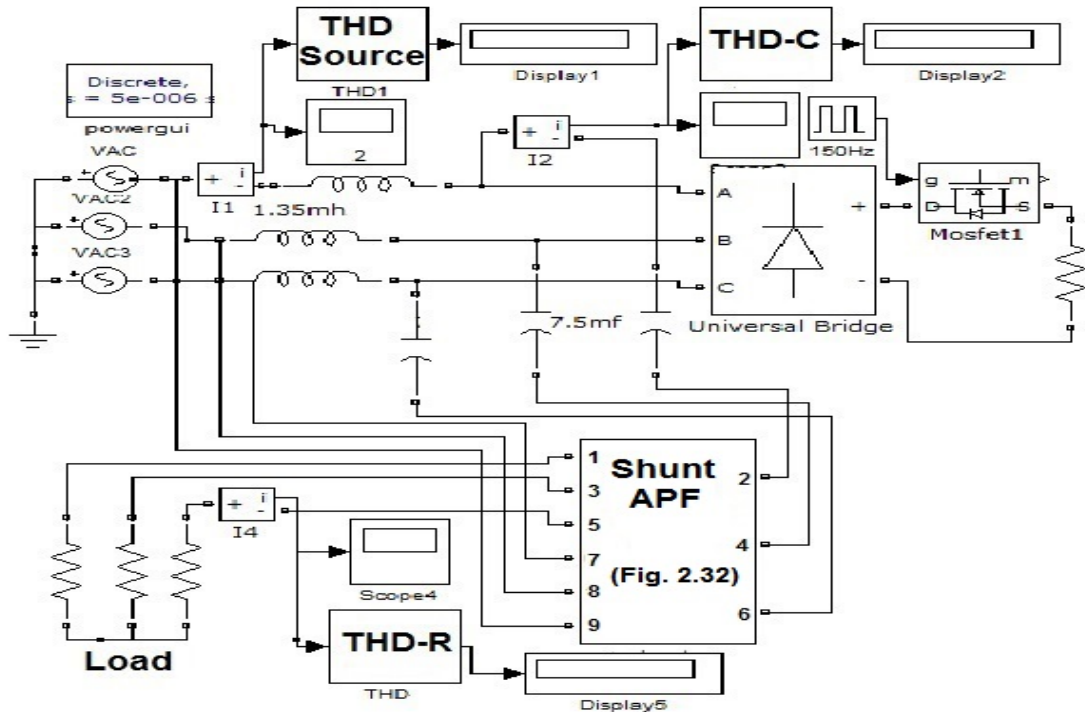 THD
Source
THD1
Display1
THD-C
Display2
Discrete,
s = 5e-006 s
powergui
2
+
-
i
I2
150Hz
VAC
+
+
-
i
I1
1.35mh
VAC2
+
VAC3
+
A
B
C
+
-
Universal Bridge
g
m
D
S
Mosfet1
7.5mf
Shunt
APF
(Fig. 2.32)
1
3
5
7
8
9
2
4
6
+
-
i
I4
Scope4
Load
THD-R
THD
Display5